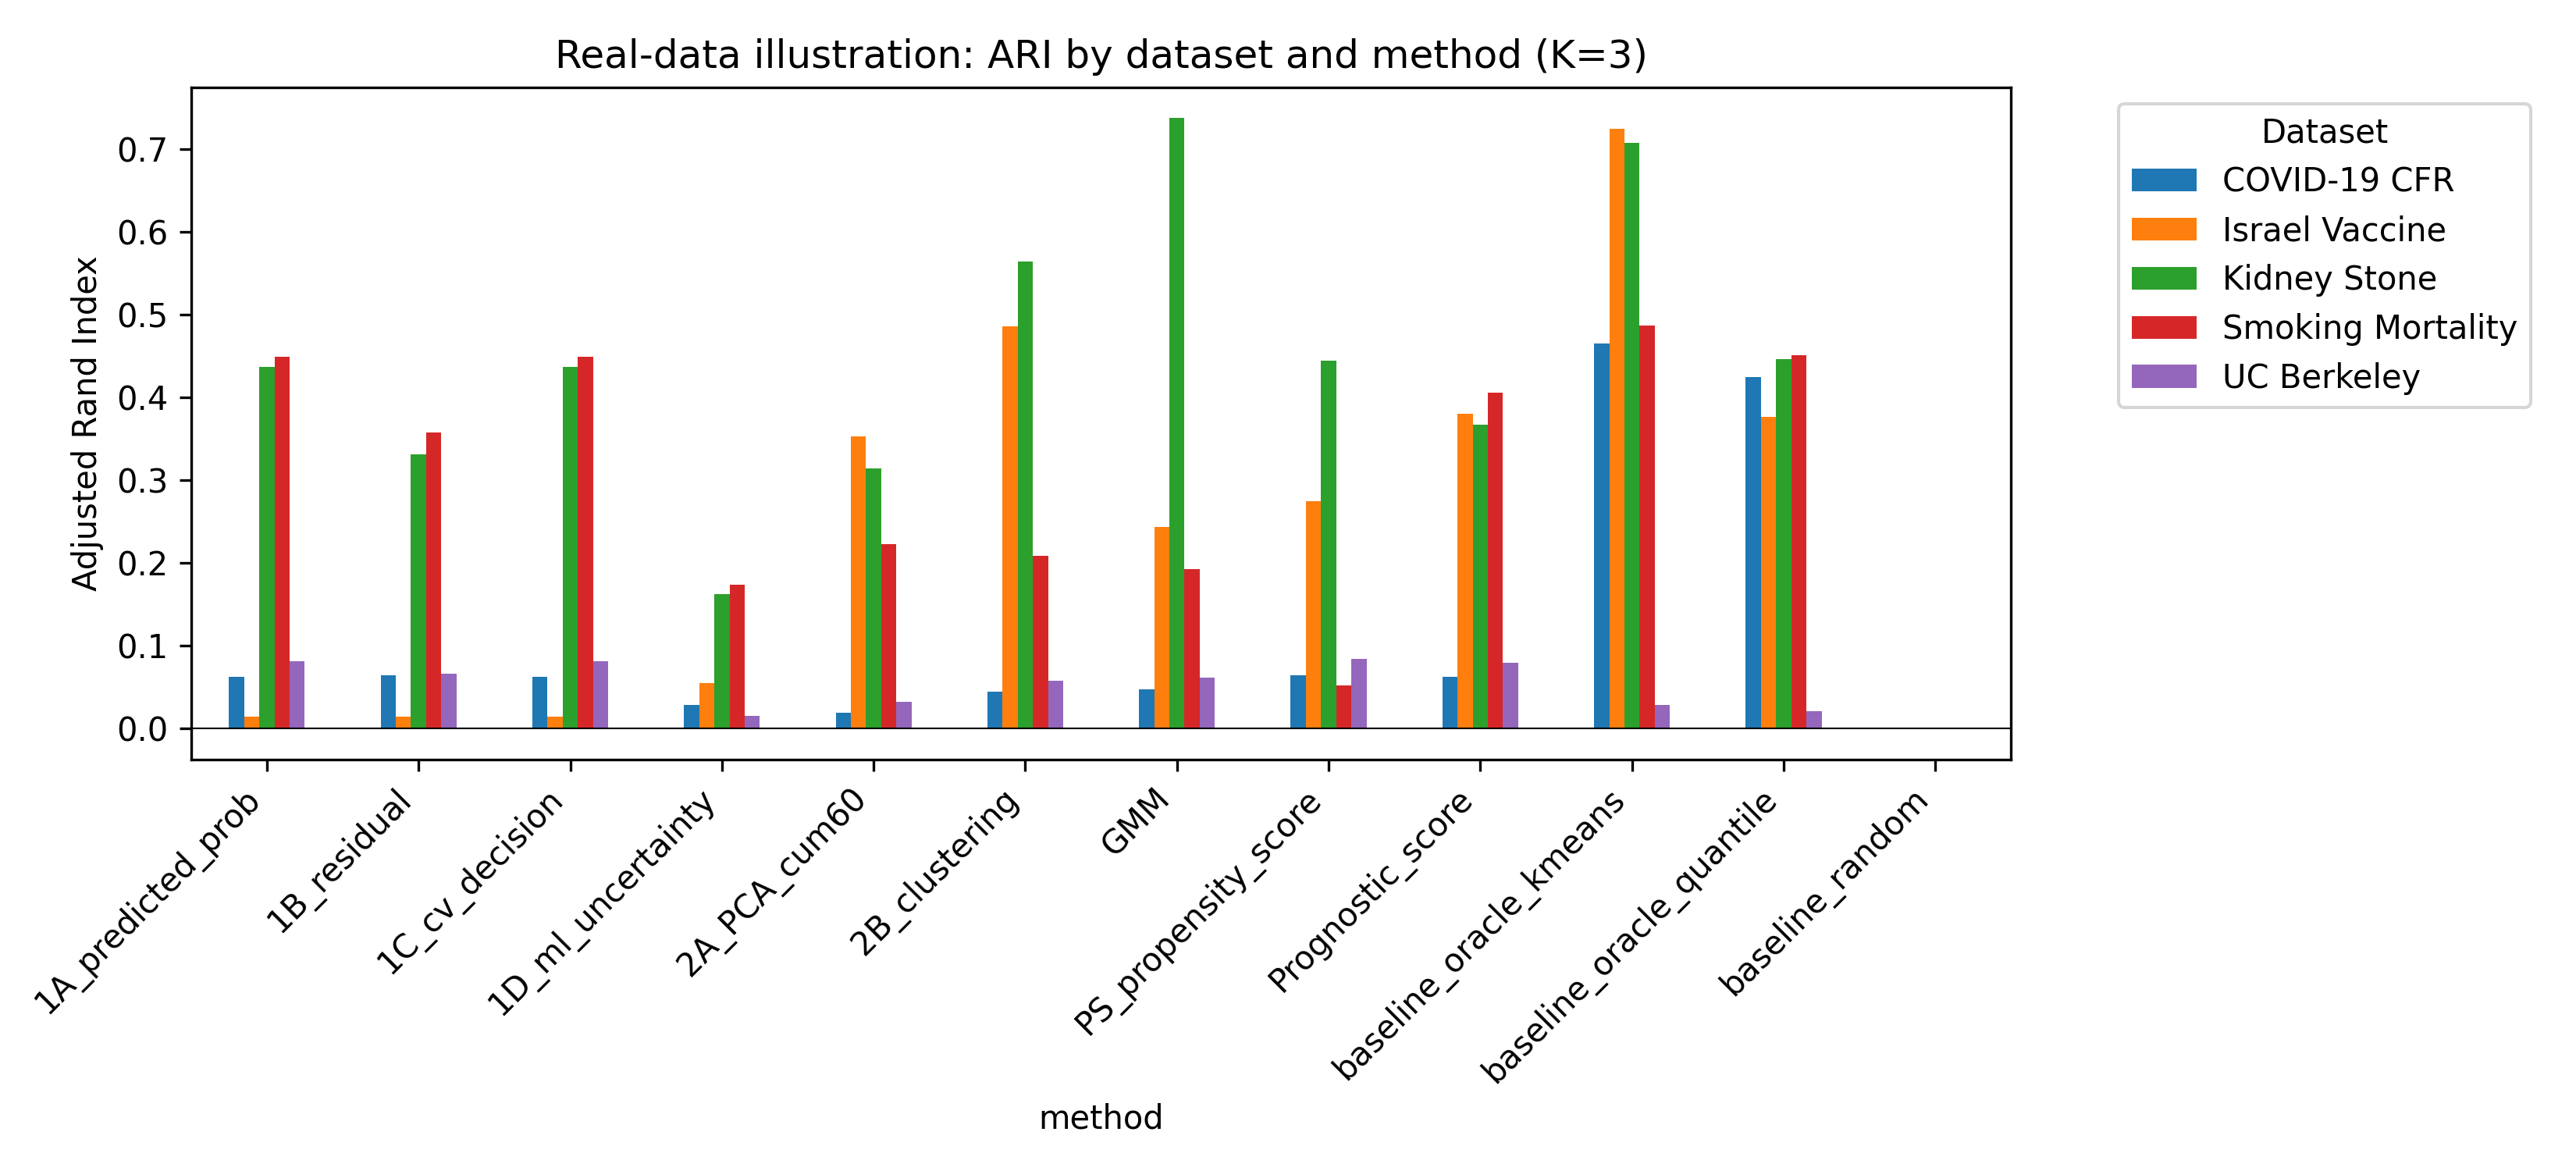 Real-data illustration: ARI by dataset and method (K=3)
Adjusted Rand Index
0.7
0.6
0.5
0.4
0.3
0.2
0.1
0.0
1A_predicted_prob
1B_residual
1C_cv_decision
1D_ml_uncertainty
2A_PCA_cum60
2B_clustering
GMM
PS_propensity_score
Prognostic_score
baseline_oracle_kmeans
baseline_oracle_quantile
baseline_random
method
Dataset
COVID-19 CFR
Israel Vaccine
Kidney Stone
Smoking Mortality
UC Berkeley